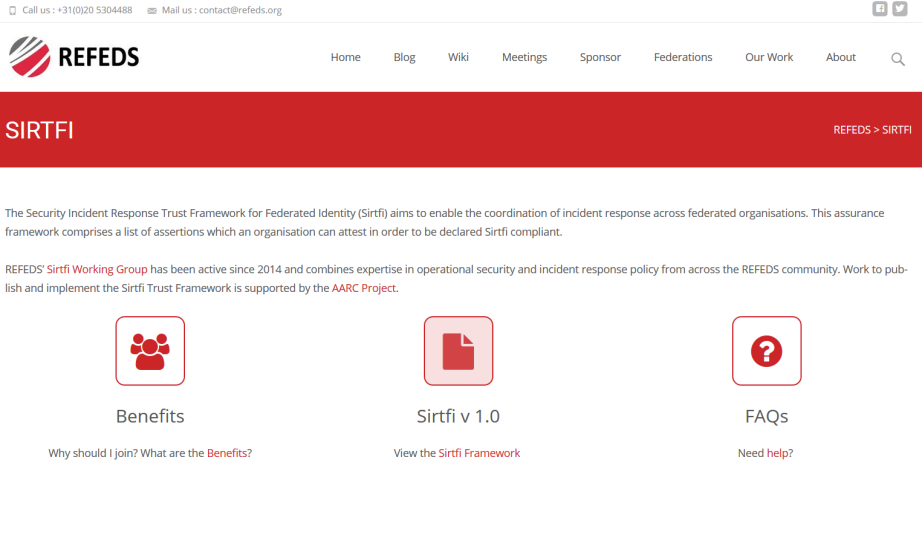 Call us : +31(0)20 5304488 Mail us : contact@refeds.org
REFEDS
Home Blog Wiki Meetings Sponsor Federations Our Work About
SIRTFI
REFEDS > SIRTFI
The Security Incident Response Trust Framework for Federated Identity (Sirtfi) aims to enable the coordination of incident response across federated organisations. This assurance
framework comprises a list of assertions which an organisation can attest in order to be declared Sirtfi compliant.
REFEDS' Sirtfi Working Group has been active since 2014 and combines expertise in operational security and incident response policy from across the REFEDS community. Work to pub-
lish and implement the Sirtfi Trust Framework is supported by the AARC Project.
Benefits Sirtfi v 1.0 FAQs
Why should I join? What are the Benefits? View the Sirtfi Framework Need help?